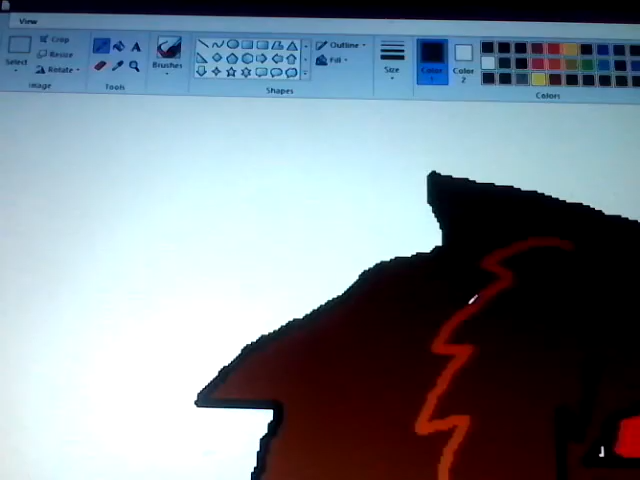 View
Select
Crop
Resize
Rotate
Image
A
Tools
Brushes
Shapes
Outline
Fill
Size
Color
1
Color
2
Colors